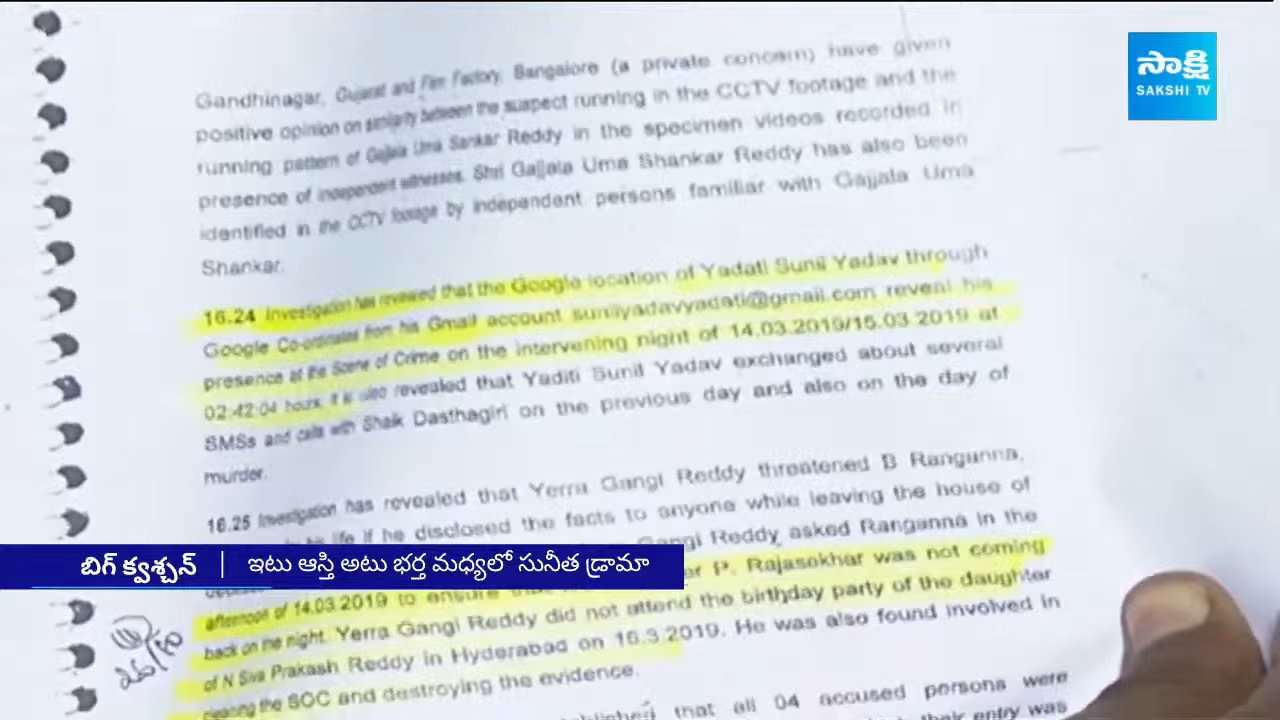 Gandhinagar, Gujarat and Film Factory, Bangalore (a private concern) have given
positive opinion on similarity between the suspect running in the CCTV footage and the
running pattern of Gajjala Uma Sankar Reddy in the specimen videos recorded in
presence of independent witnesses. Shri Gajjala Uma Shankar Reddy has also been
identified in the CCTV footage by independent persons familiar with Gajjala Uma
Shankar.
16.24 Investigation has revealed that the Google location of Yadati Sunil Yadav through
Google Co-ordinates from his Gmail account sunilyadavyadati@gmail.com reveal his
presence at the Scene of Crime on the intervening night of 14.03.2019/15.03.2019 at
02:42:04 hours. It is also revealed that Yaditi Sunil Yadav exchanged about several
SMSs and calls with Shaik Dasthagiri on the previous day and also on the day of
murder.
16.25 Investigation has revealed that Yerra Gangi Reddy threatened B Ranganna,
life if he disclosed the facts to anyone while leaving the house of
Gangi Reddy asked Ranganna in the
P. Rajasekhar was not coming
afternoon of 14.03.2019 to ensure that
back on the night. Yerra Gangi Reddy did not attend the birthday party of the daughter
of N Siva Prakash Reddy in Hyderabad on 16.3.2019. He was also found involved in
cleaning the SOC and destroying the evidence.
that all 04 accused persons were
their entry was
సాక్షి
SAKSHI TV
బిగ్ క్వశ్చన్ | ఇటు ఆస్తి అటు భర్త మధ్యలో సునీత డ్రామా
26/10